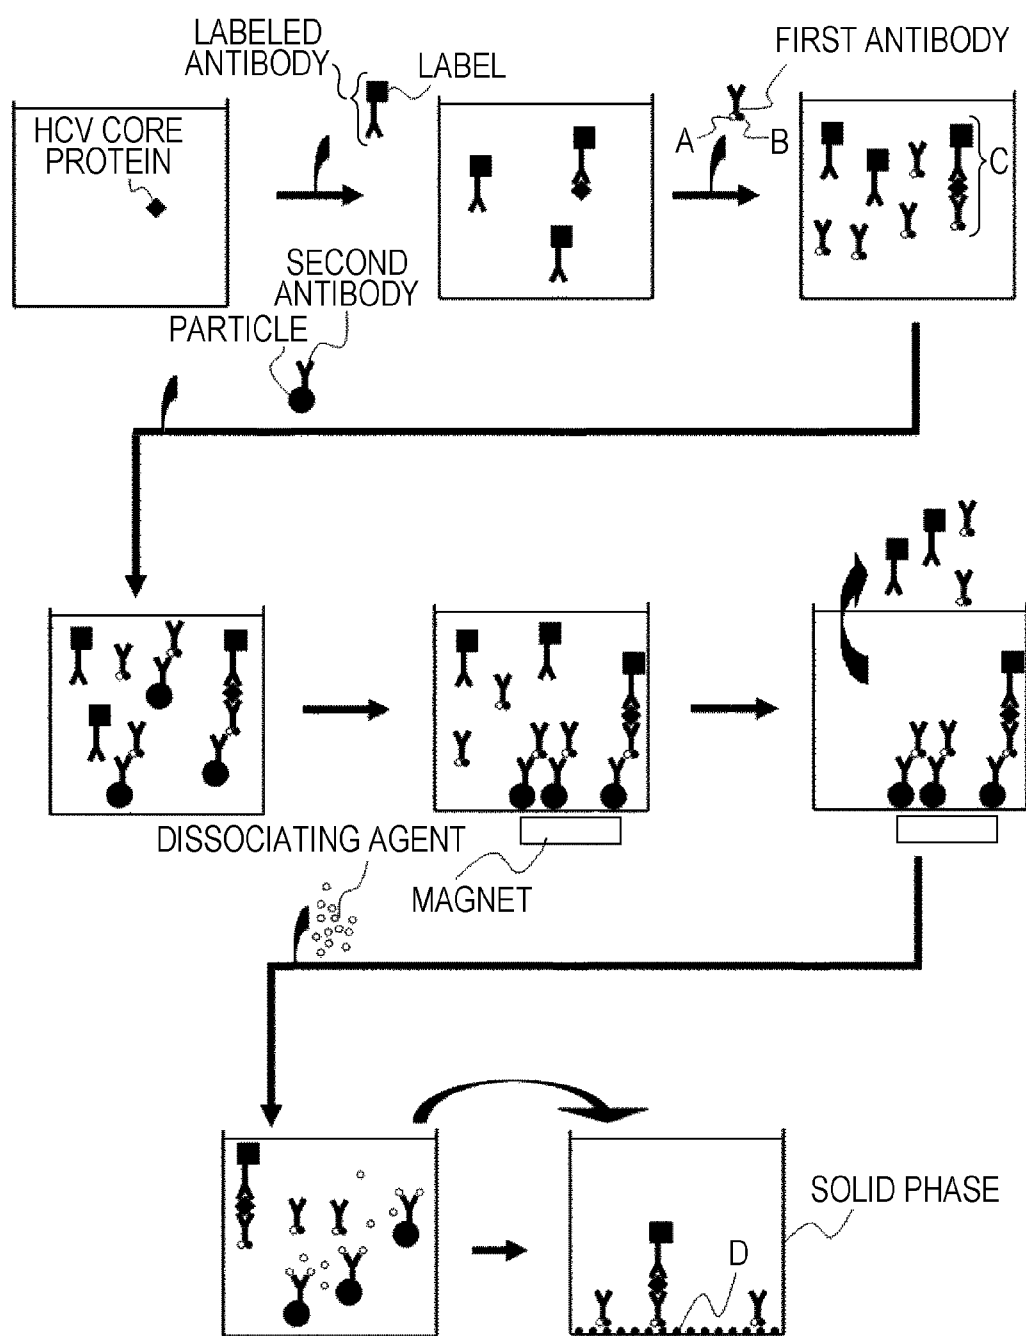 LABELED
ANTIBODY
LABEL
FIRST ANTIBODY
A
B
HCV CORE
PROTEIN
C
SECOND
ANTIBODY
PARTICLE
DISSOCIATING AGENT
MAGNET
SOLID PHASE
D